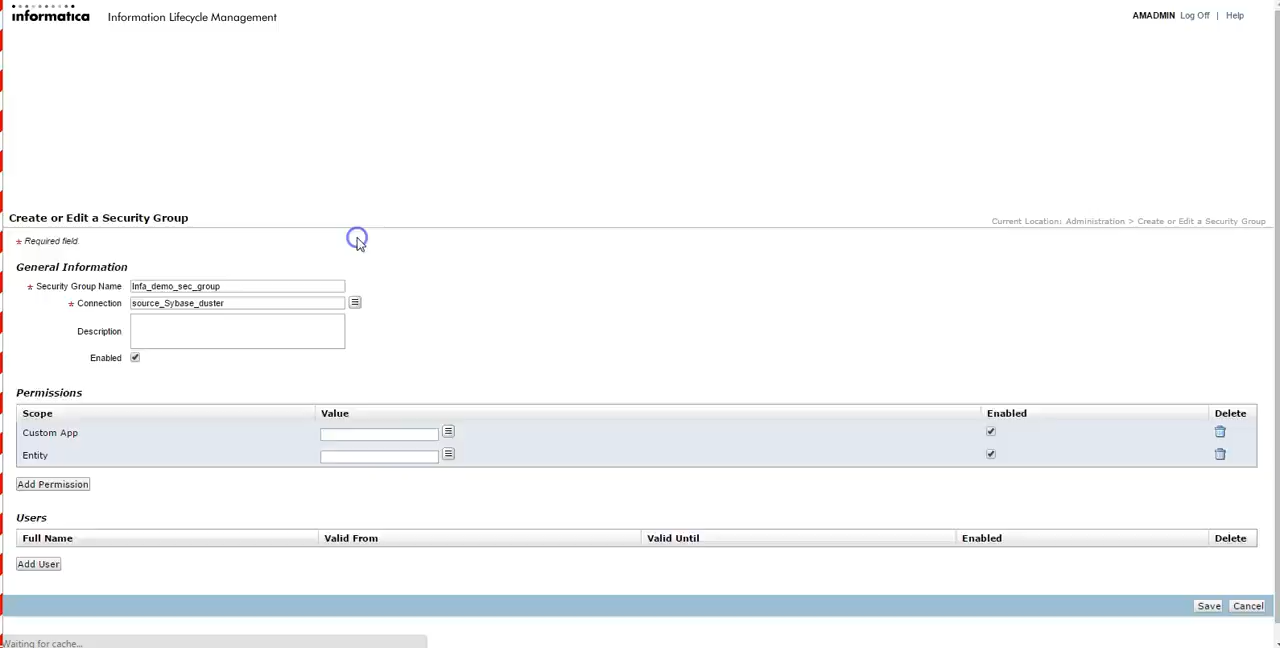 informatica Information Lifecycle Management
AMADMIN Log Off | Help
Create or Edit a Security Group
Current Location: Administration > Create or Edit a Security Group
* Required field.
General Information
* Security Group Name Infa_demo_sec_group
* Connection source_Sybase_duster
Description
Enabled
Permissions
Scope Value Enabled Delete
Custom App
Entity
Add Permission
Users
Full Name Valid From Valid Until Enabled Delete
Add User
Save Cancel
Waiting for cache...